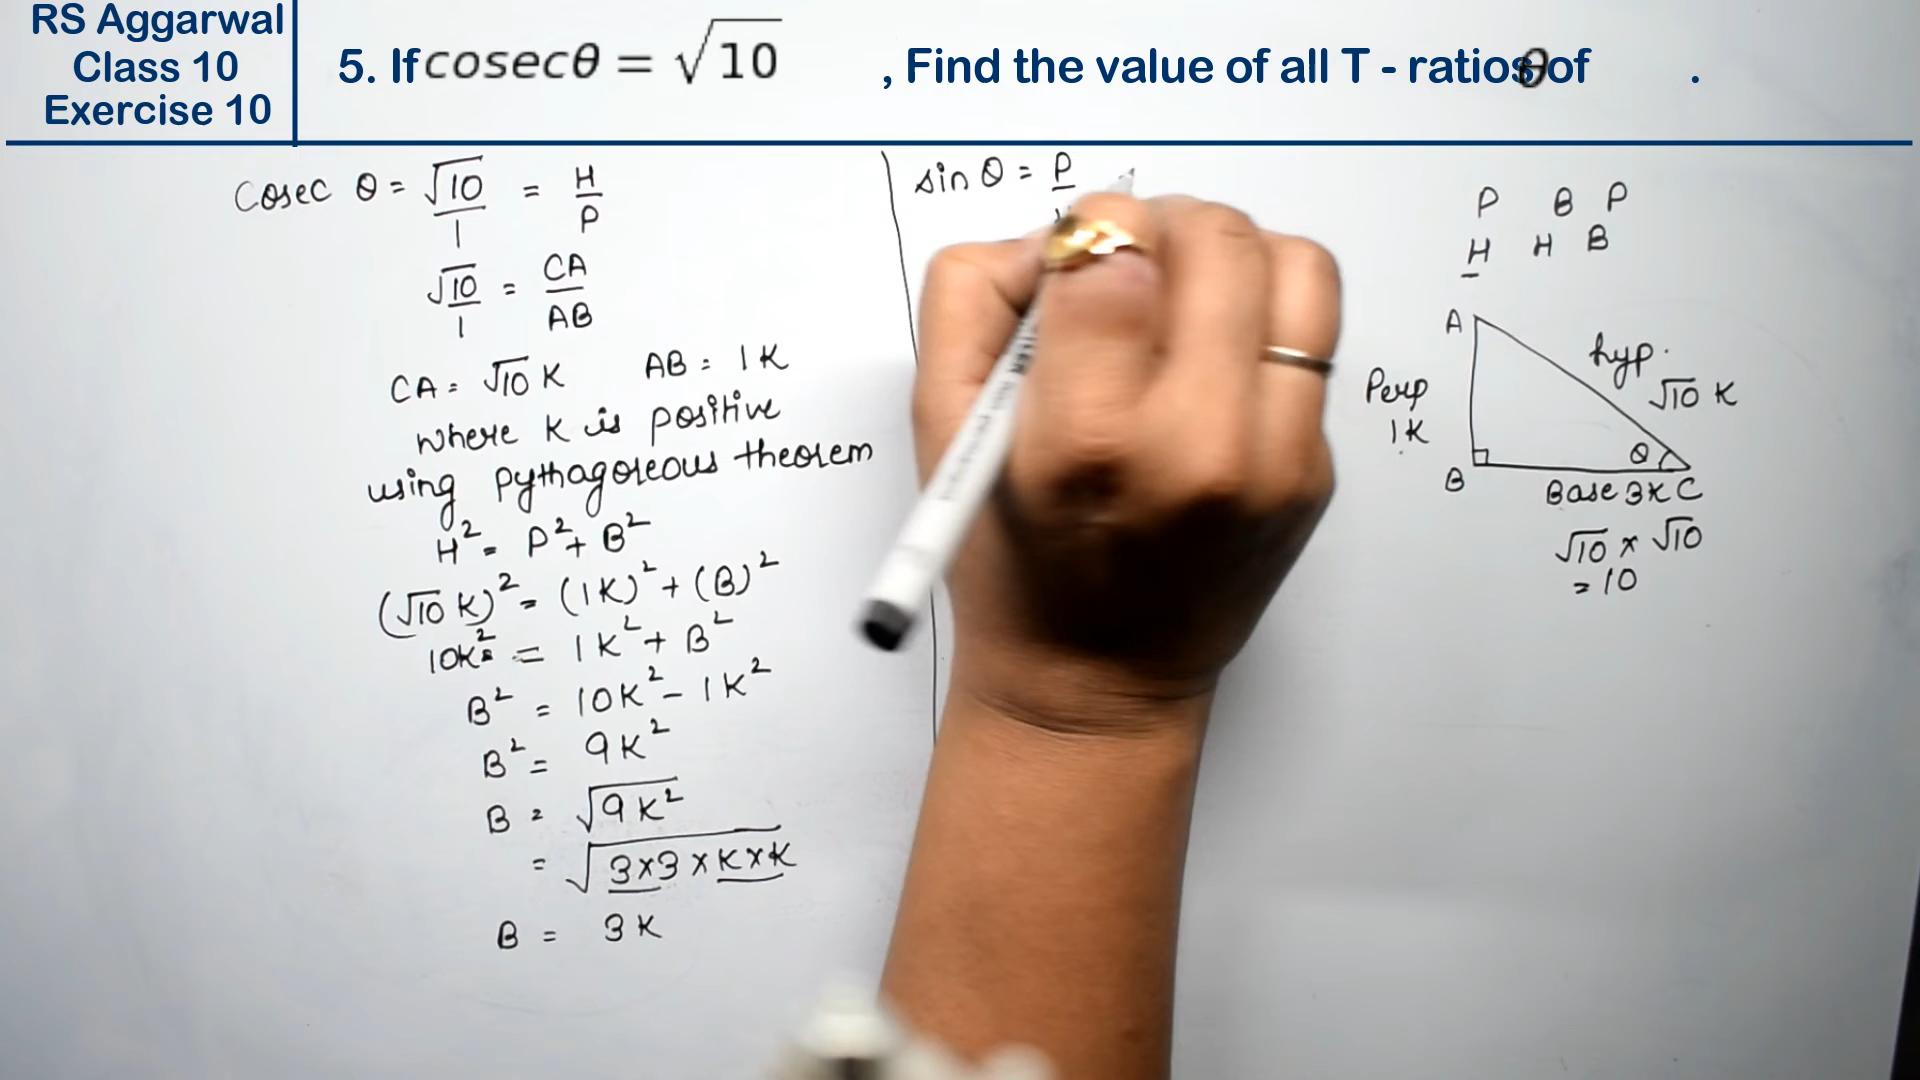 RS Aggarwal
Class 10
Exercise 10
5. If cosecθ = √10 , Find the value of all T - ratios of θ .
Cosec θ = √10/1 = H/P
√10/1 = CA/AB
CA = √10 K AB = 1K
where K is positive
using pythagoreous theorem
H² = P² + B²
(√10 K)² = (1K)² + (B)²
10K² = 1K² + B²
B² = 10K² - 1K²
B² = 9K²
B = √9K²
= √3×3×K×K
B = 3K
sin θ = P
P B P
H H B
A
hyp.
√10 K
Perp
1K
θ
B
Base 3K C
√10 × √10
= 10